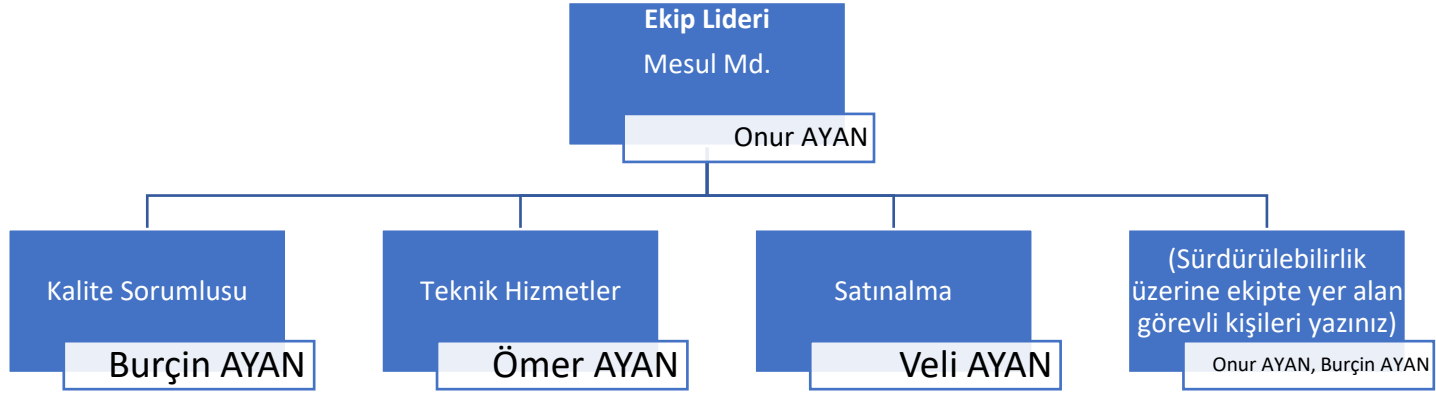 Ekip Lideri
Mesul Md.
Onur AYAN
Kalite Sorumlusu
Burçin AYAN
Teknik Hizmetler
Ömer AYAN
Satınalma
Veli AYAN
(Sürdürülebilirlik
üzerine ekipte yer alan
görevli kişileri yazınız)
Onur AYAN, Burçin AYAN